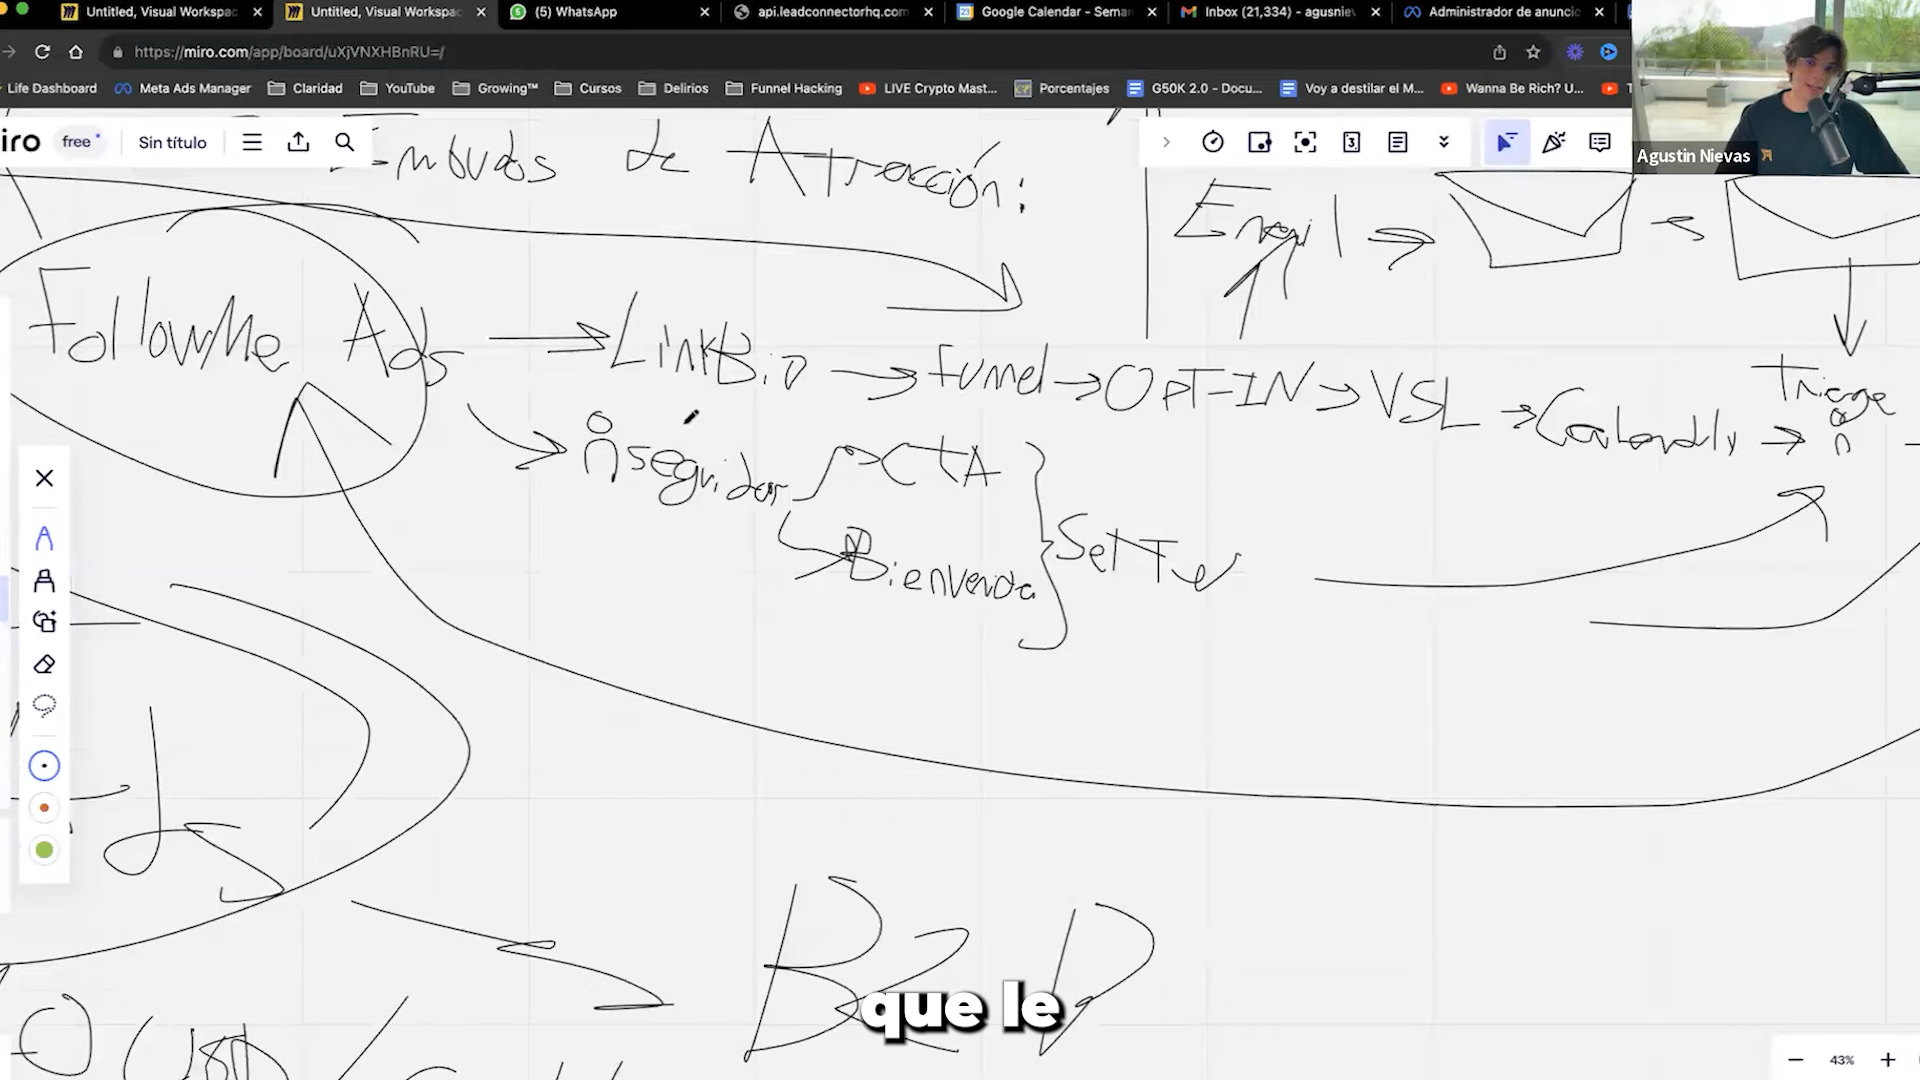 Untitled, Visual Workspac
Untitled, Visual Workspac
(5) WhatsApp
api.leadconnectorhq.com
Google Calendar - Seman
Inbox (21,334) - agusniev
Administrador de anuncio
https://miro.com/app/board/uXjVNXHBnRU=/
Life Dashboard
Meta Ads Manager
Claridad
YouTube
Growing™
Cursos
Delirios
Funnel Hacking
LIVE Crypto Mast...
Porcentajes
G50K 2.0 - Docu...
Voy a destilar el M...
Wanna Be Rich? U...
iro
free
Sin título
3
Agustin Nievas
Embudos de Atracción:
Email
FollowMe Ads
LinkBio
Funnel
OPT-IN
VSL
Calendly
Triage
seguidor
CTA
Bienvenida
Setter
ds
B2
que le
43%